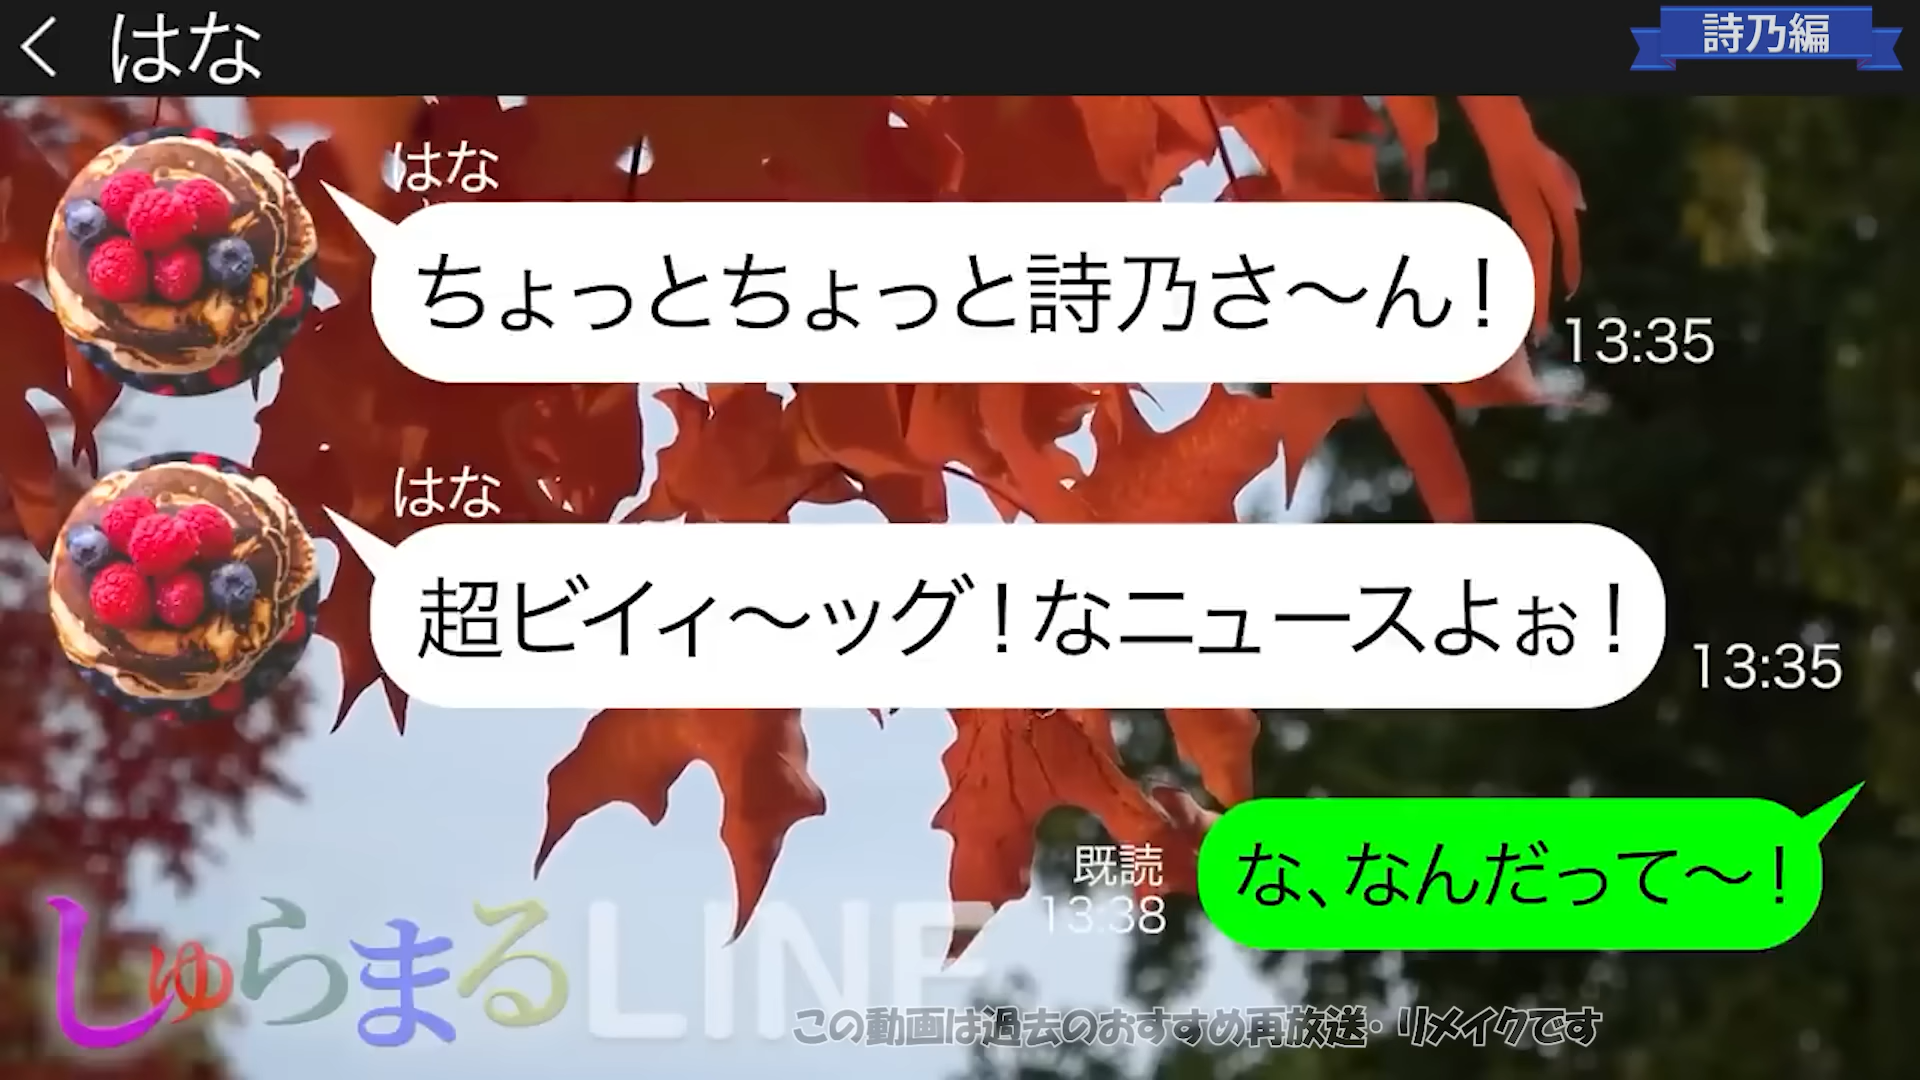 はな
詩乃編
はな
ちょっとちょっと詩乃さ〜ん！
13:35
はな
超ビイィ〜ッグ！なニュースよぉ！
13:35
な、なんだって〜！
既読
13:38
しゅらまるLINE
この動画は過去のおすすめ再放送・リメイクです